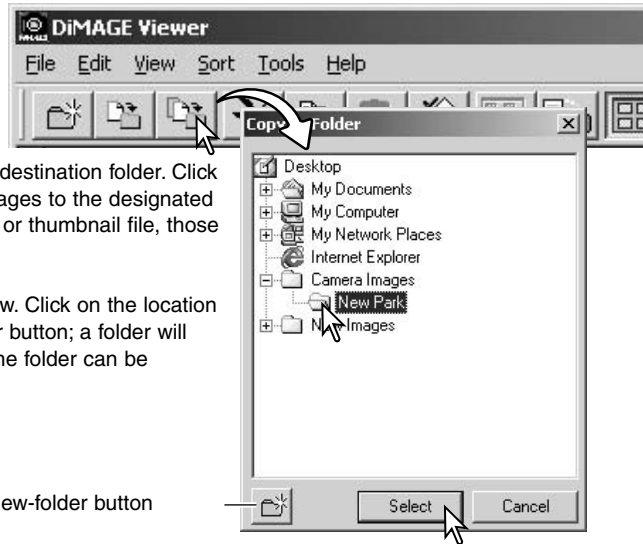 DiMAGE Viewer
File Edit View Sort Tools Help
Folder
Desktop
My Documents
My Computer
My Network Places
Internet Explorer
Camera Images
New Park
Images
Select Cancel
destination folder. Click
ages to the designated
or thumbnail file, those
w. Click on the location
r button; a folder will
ne folder can be
ew-folder button